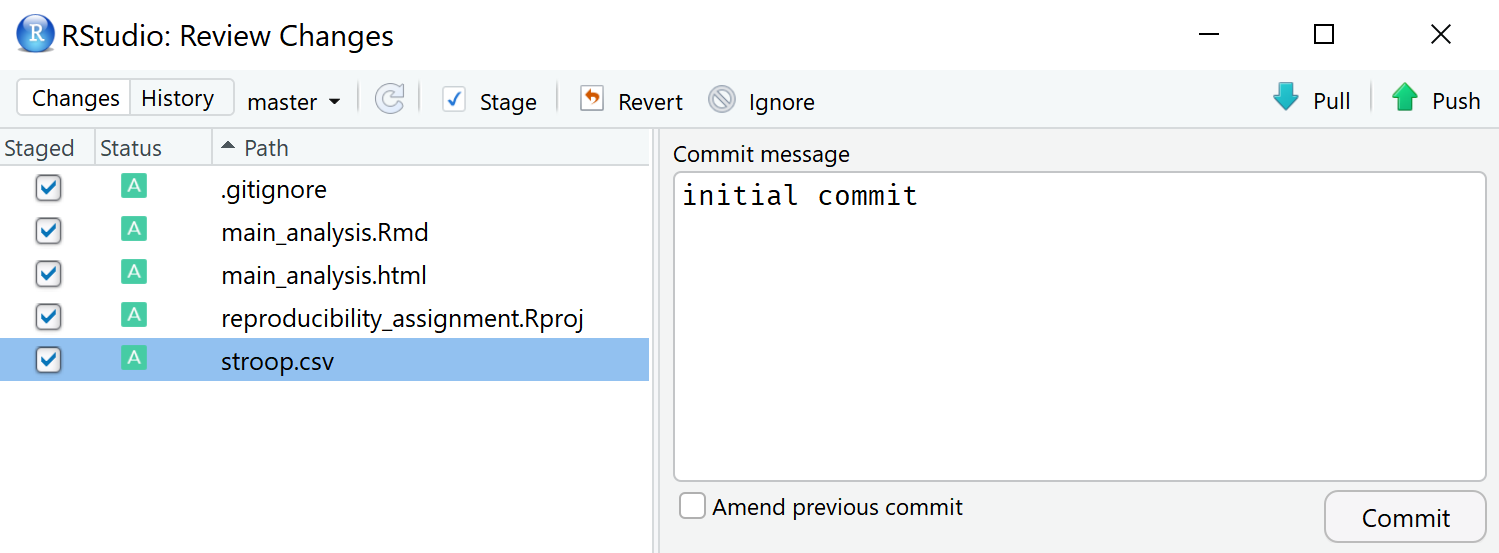 R RStudio: Review Changes
Changes History master Stage Revert Ignore Pull Push
Staged Status Path
Commit message
A .gitignore
initial commit
A main_analysis.Rmd
A main_analysis.html
A reproducibility_assignment.Rproj
A stroop.csv
Amend previous commit
Commit